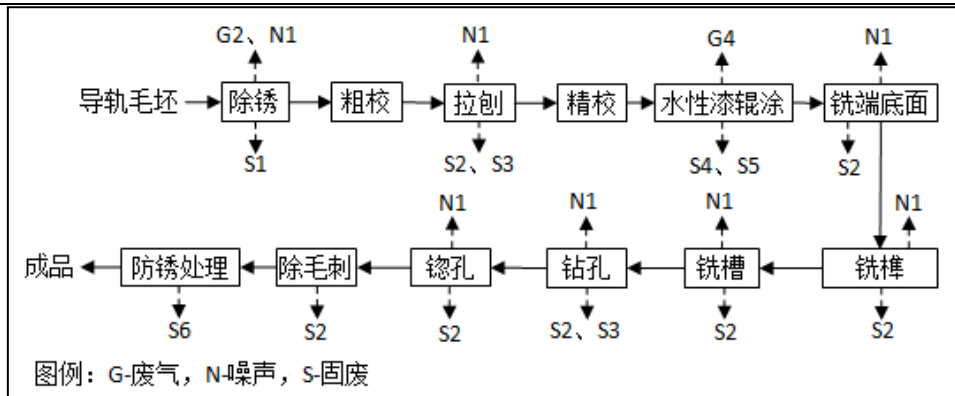 G2、N1 N1 G4 N1
导轨毛坯 除锈 粗校 拉刨 精校 水性漆辊涂 铣端底面
S1 S2、S3 S4、S5 S2
N1 N1 N1 N1
成品 防锈处理 除毛刺 锪孔 钻孔 铣槽 铣榫
S6 S2 S2 S2、S3 S2 S2
图例：G-废气，N-噪声，S-固废